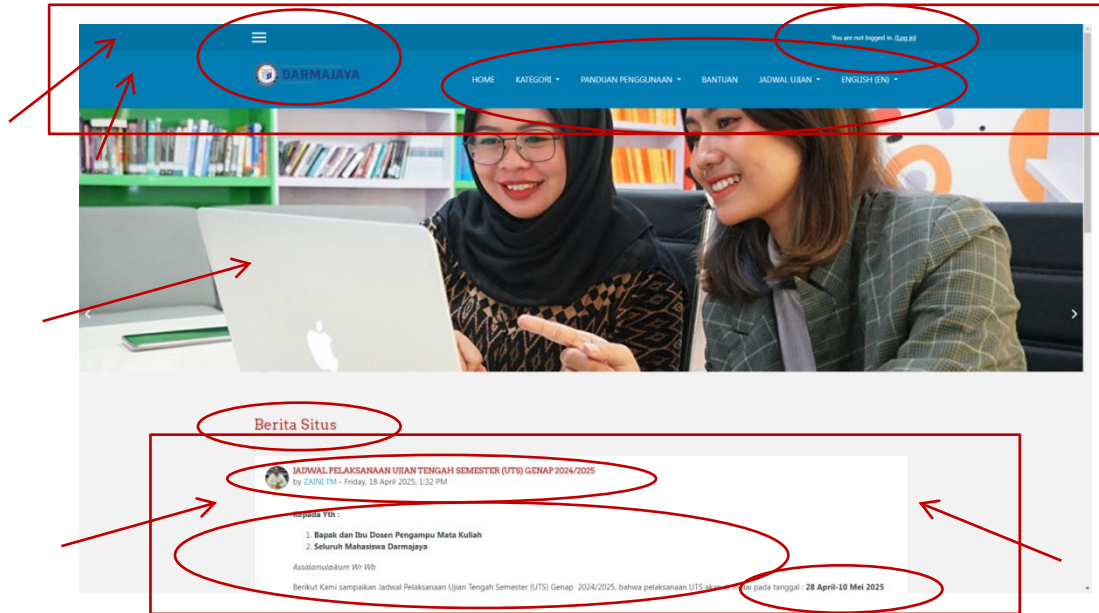 You are not logged in. (Log in)
DARMAJAYA
HOME KATEGORI PANDUAN PENGGUNAAN BANTUAN JADWAL UJIAN ENGLISH (EN)
Berita Situs
JADWAL PELAKSANAAN UJIAN TENGAH SEMESTER (UTS) GENAP 2024/2025
by ZAINI TM - Friday, 18 April 2025, 1:32 PM
Kepada Yth :
1. Bapak dan Ibu Dosen Pengampu Mata Kuliah
2. Seluruh Mahasiswa Darmajaya
Assalamulaikum Wr Wb
Berikut Kami sampaikan Jadwal Pelaksanaan Ujian Tengah Semester (UTS) Genap 2024/2025, bahwa pelaksanaan UTS akan pada tanggal : 28 April-10 Mei 2025